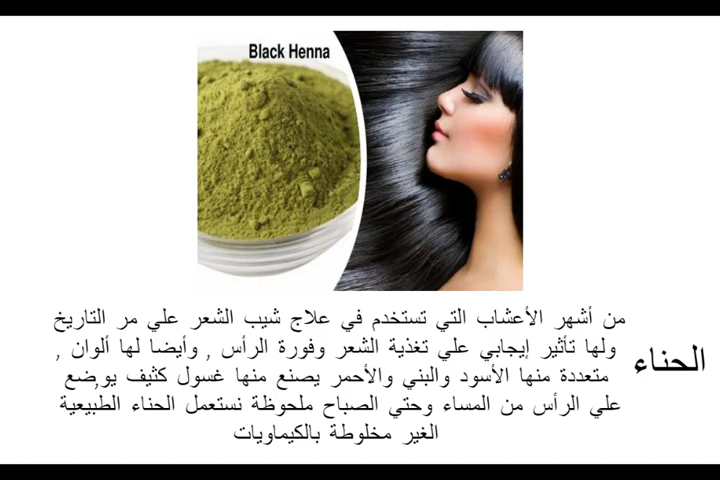 Black Henna
الحناء
من أشهر الأعشاب التي تستخدم في علاج شيب الشعر علي مر التاريخ
ولها تأثير إيجابي علي تغذية الشعر وفورة الرأس , وأيضا لها ألوان ,
متعددة منها الأسود والبني والأحمر يصنع منها غسول كثيف يوضع
علي الرأس من المساء وحتي الصباح ملحوظة نستعمل الحناء الطبيعية
الغير مخلوطة بالكيماويات